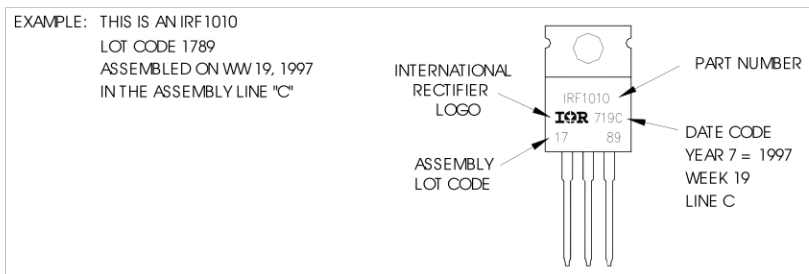 EXAMPLE: THIS IS AN IRF1010
LOT CODE 1789
ASSEMBLED ON WW 19, 1997
IN THE ASSEMBLY LINE "C"
INTERNATIONAL
RECTIFIER
LOGO
ASSEMBLY
LOT CODE
IRF1010
IOR 719C
17 89
PART NUMBER
DATE CODE
YEAR 7 = 1997
WEEK 19
LINE C